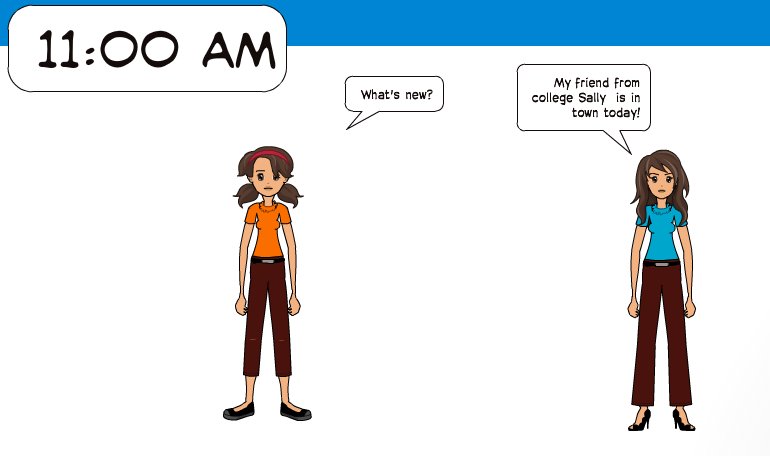 11:00 AM
What's new?
My friend from
college Sally is in
town today!